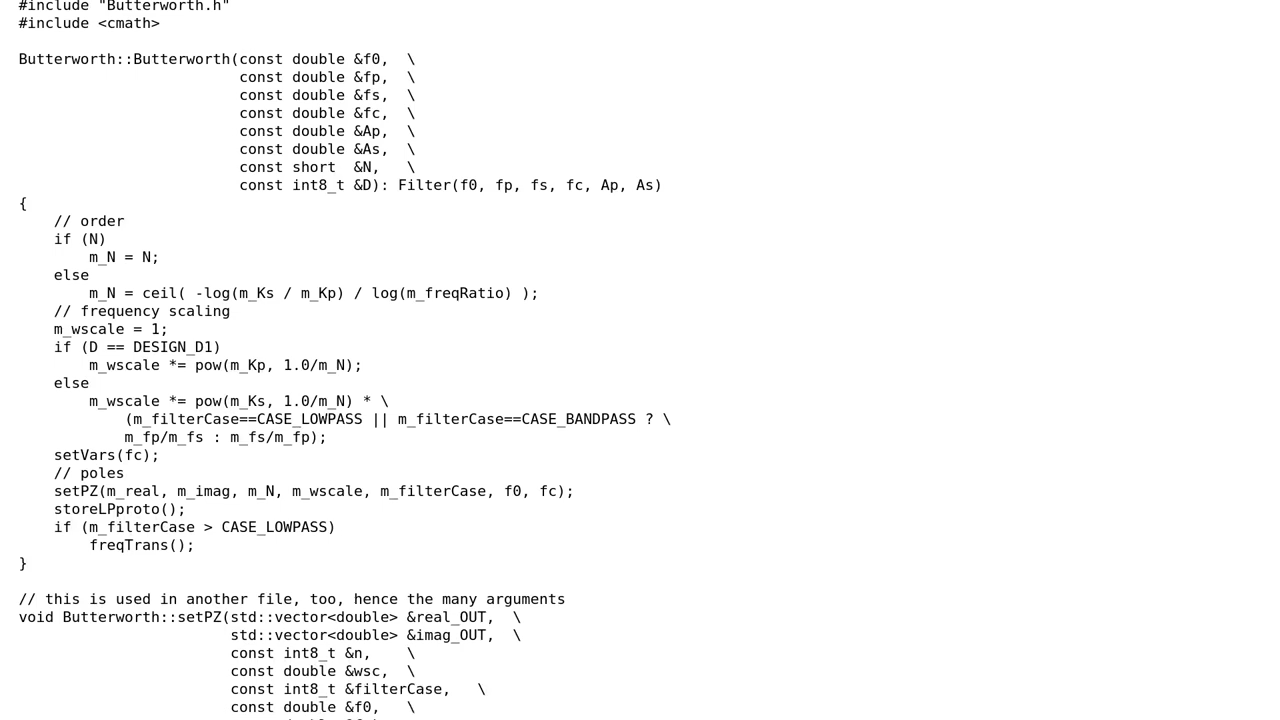 #include "Butterworth.h"
#include <cmath>

Butterworth::Butterworth(const double &f0,  \
                         const double &fp,  \
                         const double &fs,  \
                         const double &fc,  \
                         const double &Ap,  \
                         const double &As,  \
                         const short  &N,   \
                         const int8_t &D): Filter(f0, fp, fs, fc, Ap, As)
{
    // order
    if (N)
        m_N = N;
    else
        m_N = ceil( -log(m_Ks / m_Kp) / log(m_freqRatio) );
    // frequency scaling
    m_wscale = 1;
    if (D == DESIGN_D1)
        m_wscale *= pow(m_Kp, 1.0/m_N);
    else
        m_wscale *= pow(m_Ks, 1.0/m_N) * \
            (m_filterCase==CASE_LOWPASS || m_filterCase==CASE_BANDPASS ? \
            m_fp/m_fs : m_fs/m_fp);
    setVars(fc);
    // poles
    setPZ(m_real, m_imag, m_N, m_wscale, m_filterCase, f0, fc);
    storeLPproto();
    if (m_filterCase > CASE_LOWPASS)
        freqTrans();
}

// this is used in another file, too, hence the many arguments
void Butterworth::setPZ(std::vector<double> &real_OUT,  \
                        std::vector<double> &imag_OUT,  \
                        const int8_t &n,    \
                        const double &wsc,  \
                        const int8_t &filterCase,   \
                        const double &f0,   \